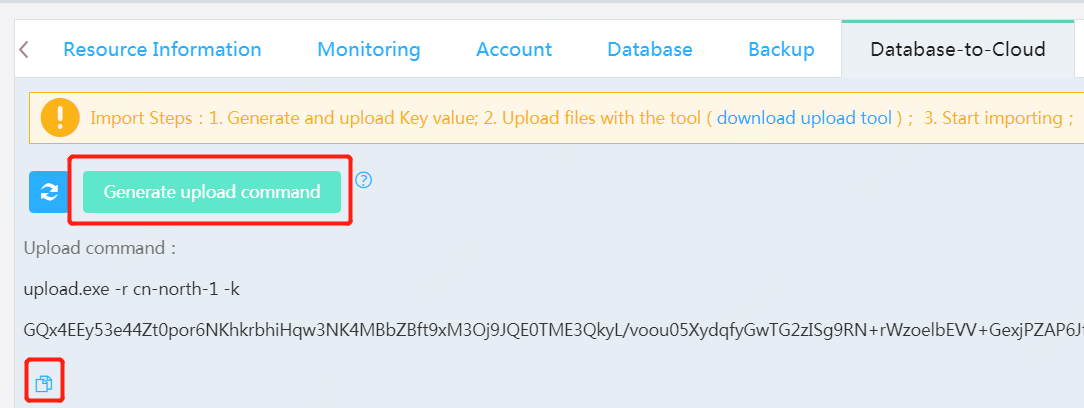 Resource Information Monitoring Account Database Backup Database-to-Cloud
Import Steps：1. Generate and upload Key value; 2. Upload files with the tool ( download upload tool )； 3. Start importing；
Generate upload command
Upload command：
upload.exe -r cn-north-1 -k
GQx4EEy53e44Zt0por6NKhkrbhiHqw3NK4MBbZBft9xM3Oj9JQE0TME3QkyL/voou05XydqfyGwTG2zISg9RN+rWzoelbEVV+GexjPZAP6J